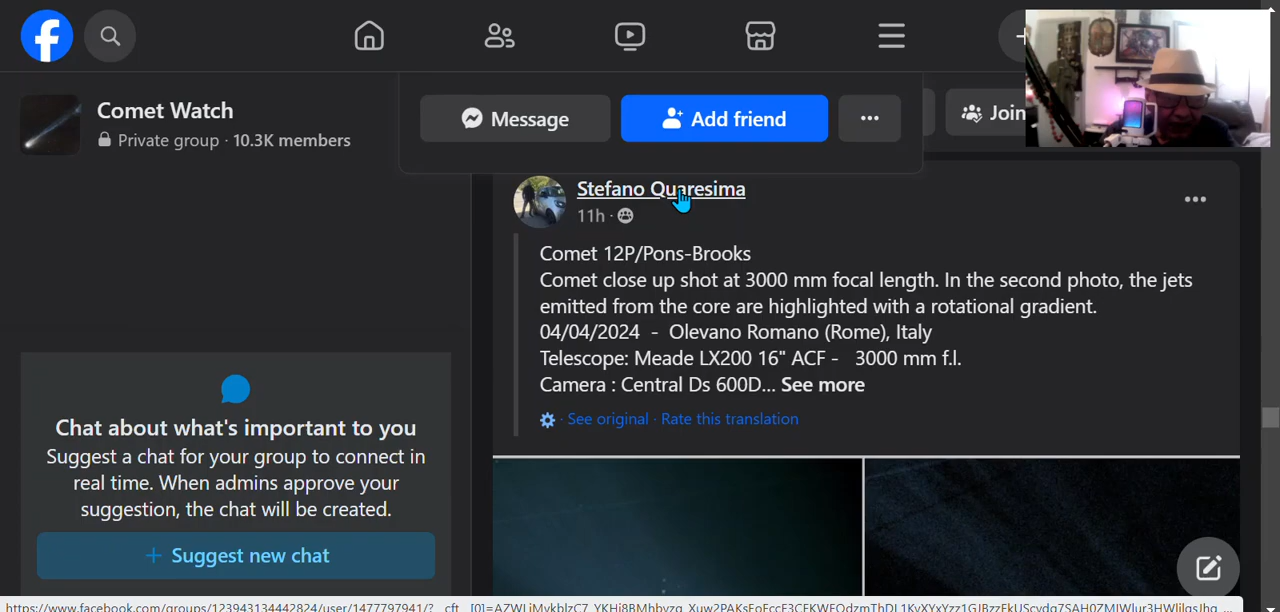 Comet Watch
Private group · 10.3K members
Message
Add friend
Join
Stefano Quaresima
11h ·
Comet 12P/Pons-Brooks
Comet close up shot at 3000 mm focal length. In the second photo, the jets
emitted from the core are highlighted with a rotational gradient.
04/04/2024 - Olevano Romano (Rome), Italy
Telescope: Meade LX200 16" ACF - 3000 mm f.l.
Camera : Central Ds 600D... See more
· See original · Rate this translation
Chat about what's important to you
Suggest a chat for your group to connect in
real time. When admins approve your
suggestion, the chat will be created.
+ Suggest new chat